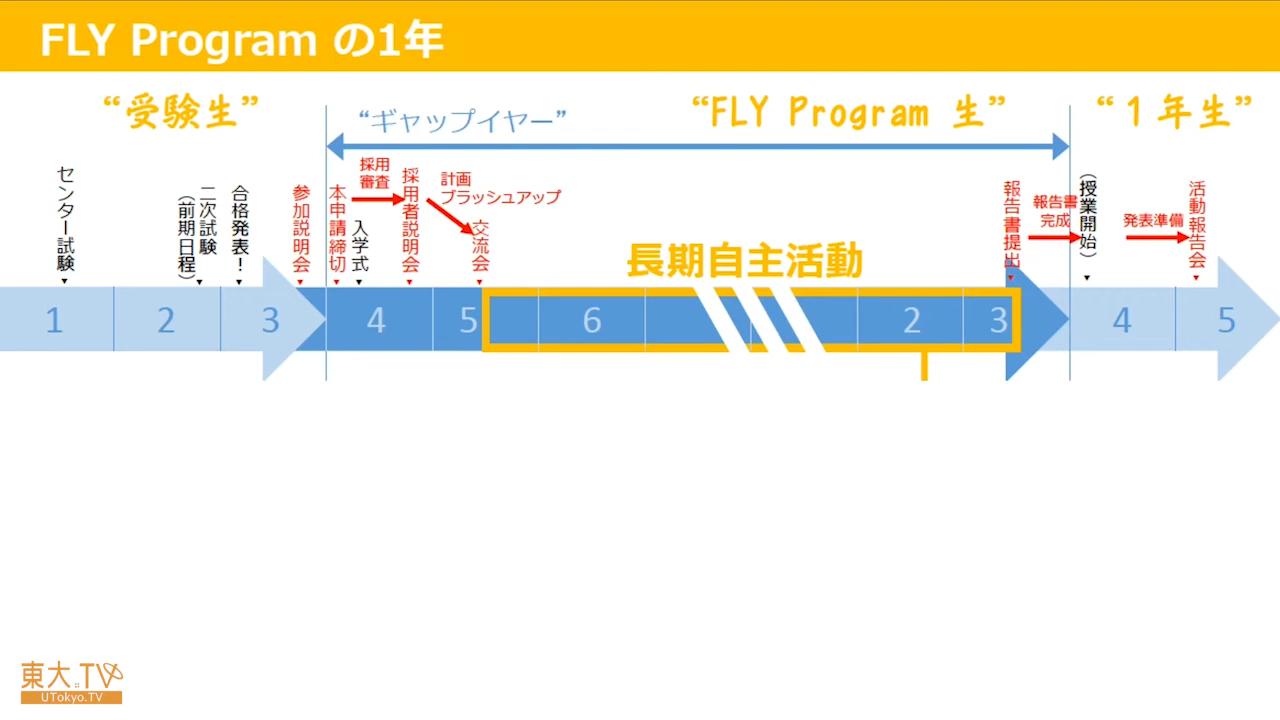 FLY Program の1年
“受験生”
“ギャップイヤー”
“FLY Program 生”
“１年生”
センター試験
二次試験
（前期日程）
合格発表！
参加説明会
本申請締切
採用
審査
入学式
採用者説明会
計画
ブラッシュアップ
交流会
長期自主活動
報告書提出
報告書
完成
（授業開始）
発表準備
活動報告会
1 2 3 4 5 6 2 3 4 5
東大.TV
UTokyo.TV